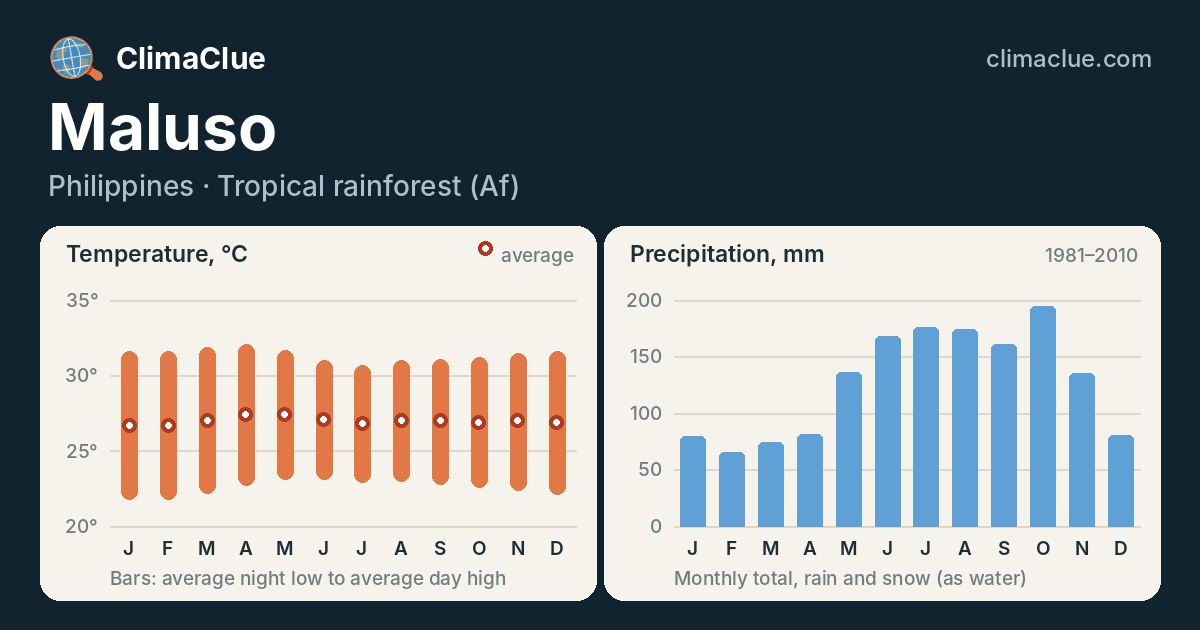 ClimaClue
climaclue.com
Maluso
Philippines · Tropical rainforest (Af)
Temperature, °C
average
35°
30°
25°
20°
J F M A M J J A S O N D
Bars: average night low to average day high
Precipitation, mm
1981–2010
200
150
100
50
0
J F M A M J J A S O N D
Monthly total, rain and snow (as water)